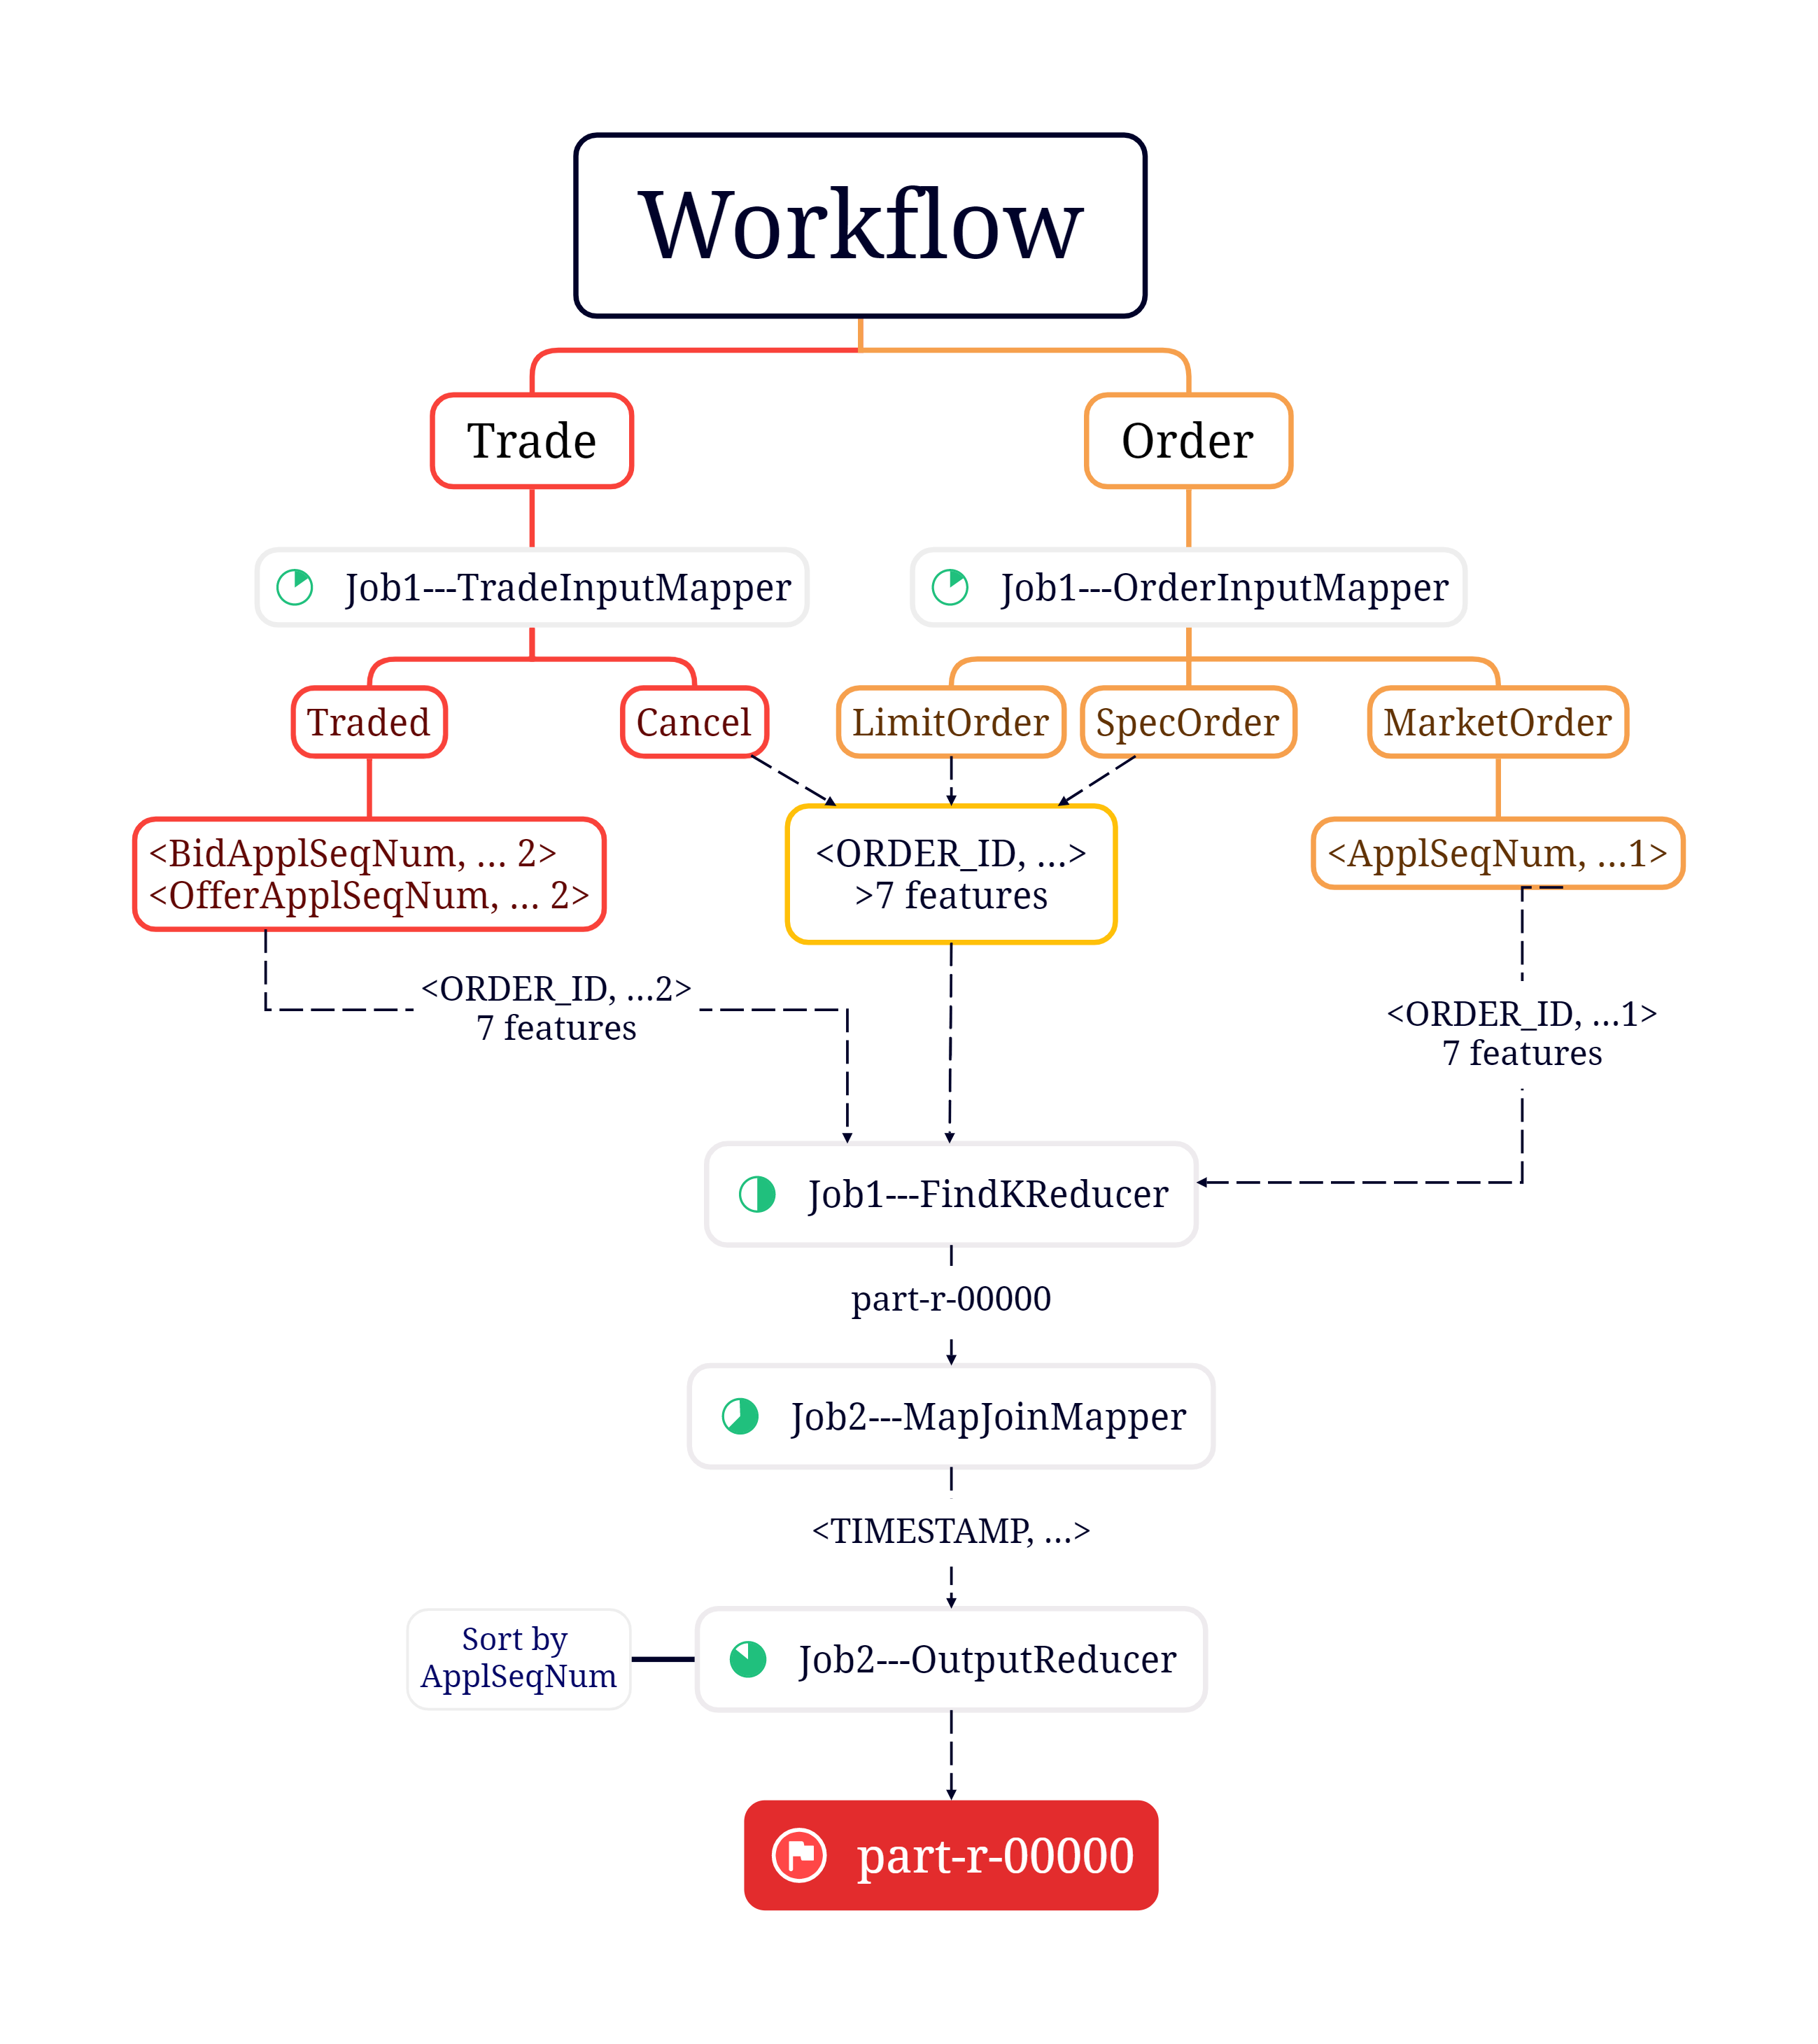 Workflow
Trade
Order
Job1---TradeInputMapper
Job1---OrderInputMapper
Traded
Cancel
LimitOrder
SpecOrder
MarketOrder
<BidApplSeqNum, ... 2>
<OfferApplSeqNum, ... 2>
<ORDER_ID, ...>
>7 features
<ApplSeqNum, ...1>
<ORDER_ID, ...2>
7 features
<ORDER_ID, ...1>
7 features
Job1---FindKReducer
part-r-00000
Job2---MapJoinMapper
<TIMESTAMP, ...>
Sort by
ApplSeqNum
Job2---OutputReducer
part-r-00000